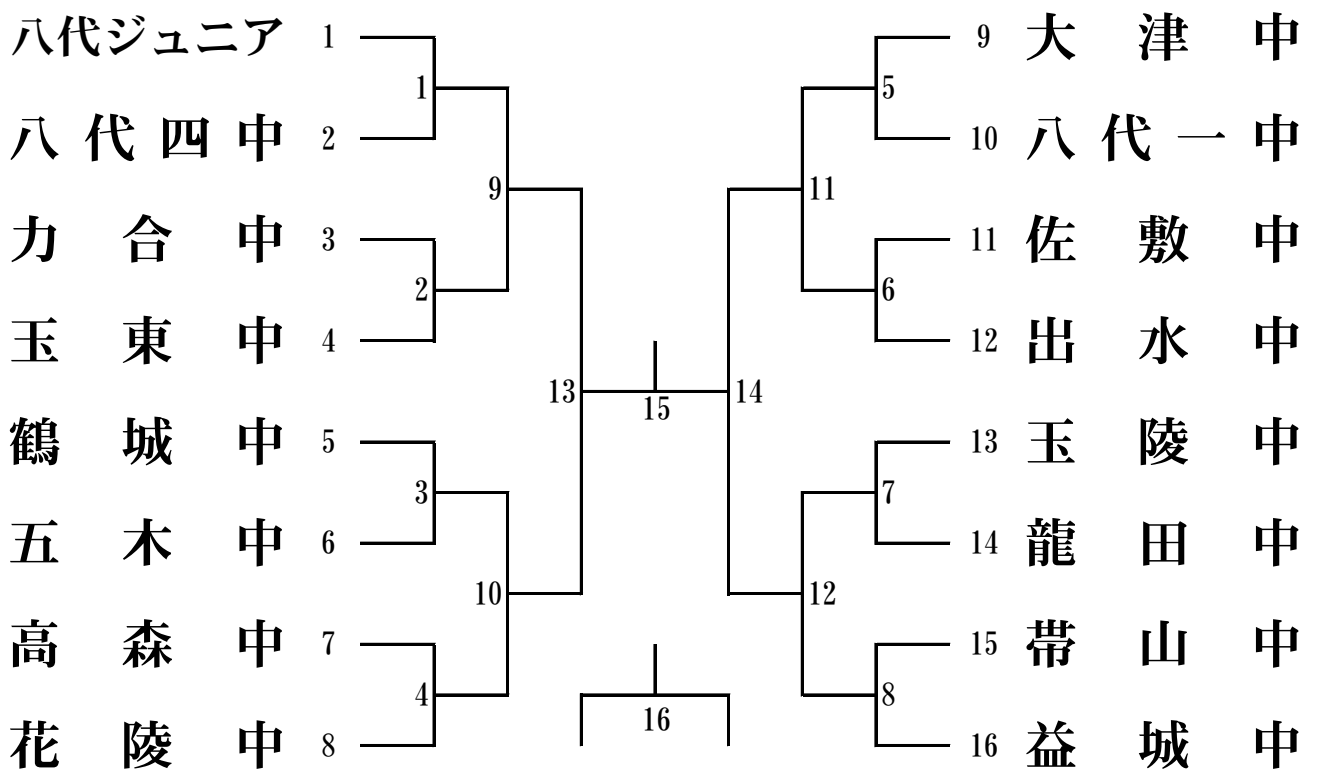 八代ジュニア 1
八代四中 2
力合中 3
玉東中 4
鶴城中 5
五木中 6
高森中 7
花陵中 8
1
2
3
4
9
10
13
15
16
14
11
12
5
6
7
8
9 大津中
10 八代一中
11 佐敷中
12 出水中
13 玉陵中
14 龍田中
15 帯山中
16 益城中